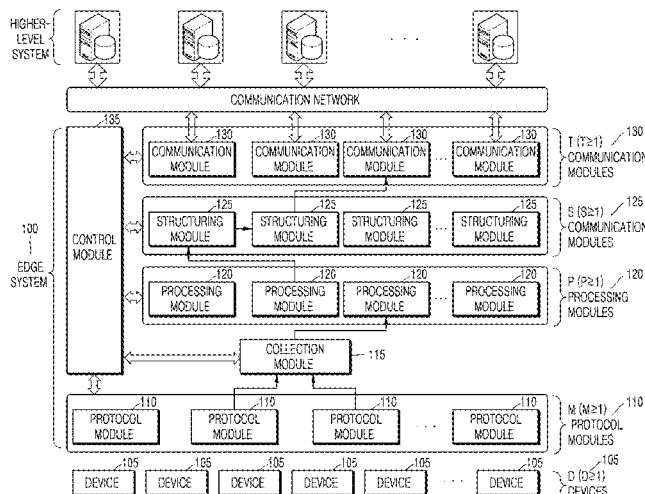 HIGHER-
LEVEL
SYSTEM
. . .
COMMUNICATION NETWORK
135
130 130 130 130
COMMUNICATION MODULE COMMUNICATION MODULE COMMUNICATION MODULE ... COMMUNICATION MODULE
T (T≥1) 130
COMMUNICATION
MODULES
125 125 125 125
STRUCTURING MODULE STRUCTURING MODULE STRUCTURING MODULE ... STRUCTURING MODULE
S (S≥1) 125
COMMUNICATION
MODULES
100
EDGE
SYSTEM
CONTROL
MODULE
120 120 120 120
PROCESSING MODULE PROCESSING MODULE PROCESSING MODULE ... PROCESSING MODULE
P (P≥1) 120
PROCESSING
MODULES
COLLECTION
MODULE
115
110 110 110 110
PROTOCOL MODULE PROTOCOL MODULE PROTOCOL MODULE ... PROTOCOL MODULE
M (M≥1) 110
PROTOCOL
MODULES
105 105 105 105 105 105
DEVICE DEVICE DEVICE DEVICE DEVICE ... DEVICE
105
D (D≥1)
DEVICES